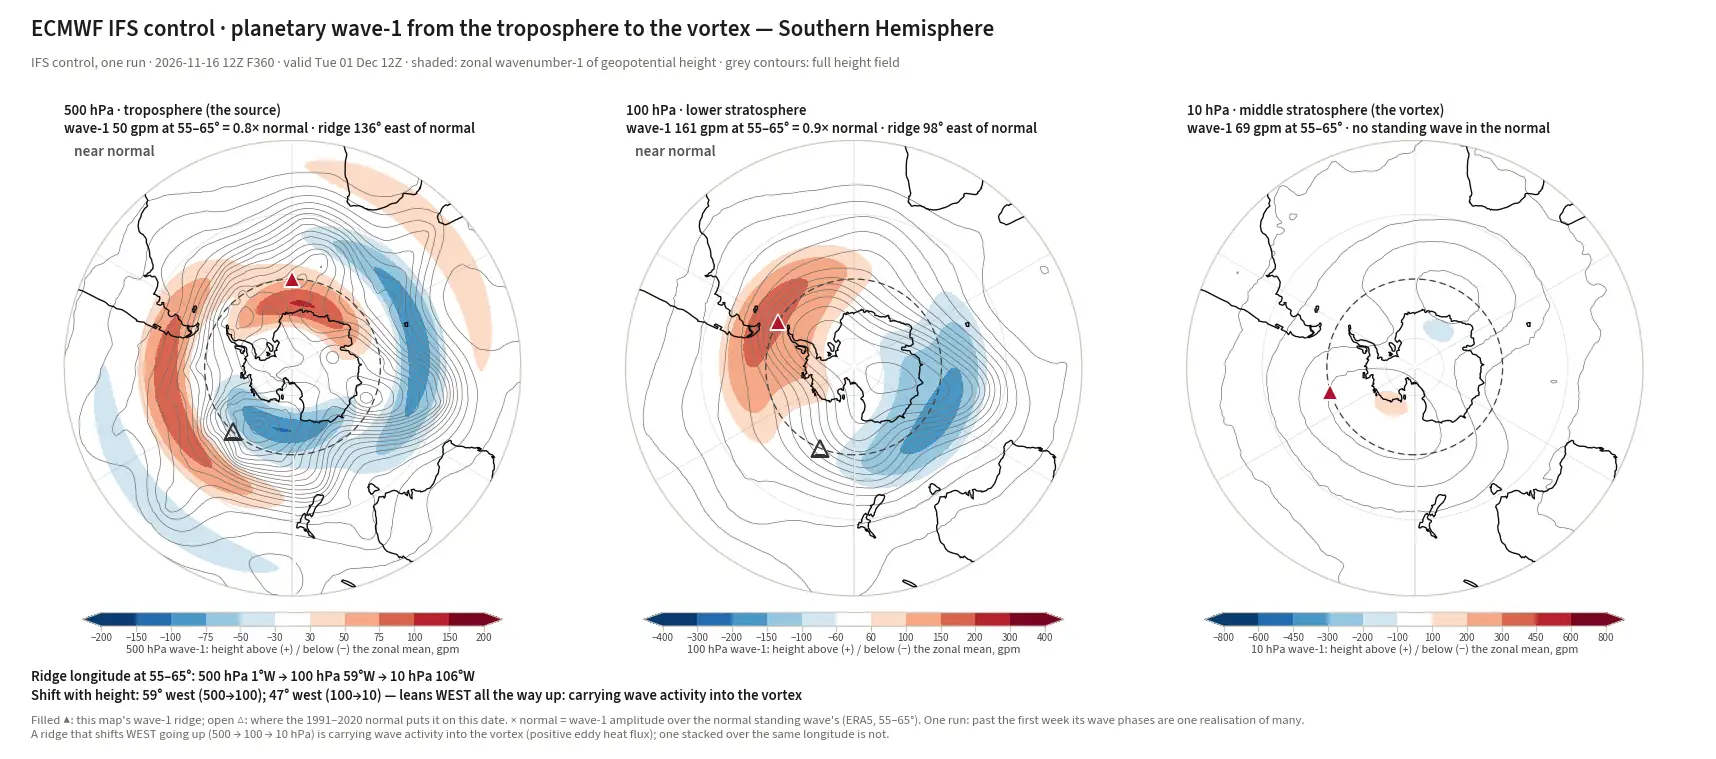 ECMWF IFS control · planetary wave-1 from the troposphere to the vortex — Southern Hemisphere
IFS control, one run · 2026-11-16 12Z F360 · valid Tue 01 Dec 12Z · shaded: zonal wavenumber-1 of geopotential height · grey contours: full height field
500 hPa · troposphere (the source)
wave-1 50 gpm at 55–65° = 0.8× normal · ridge 136° east of normal
near normal
100 hPa · lower stratosphere
wave-1 161 gpm at 55–65° = 0.9× normal · ridge 98° east of normal
near normal
10 hPa · middle stratosphere (the vortex)
wave-1 69 gpm at 55–65° · no standing wave in the normal
−200 −150 −100 −75 −50 −30 30 50 75 100 150 200
500 hPa wave-1: height above (+) / below (−) the zonal mean, gpm
−400 −300 −200 −150 −100 −60 60 100 150 200 300 400
100 hPa wave-1: height above (+) / below (−) the zonal mean, gpm
−800 −600 −450 −300 −200 −100 100 200 300 450 600 800
10 hPa wave-1: height above (+) / below (−) the zonal mean, gpm
Ridge longitude at 55–65°: 500 hPa 1°W → 100 hPa 59°W → 10 hPa 106°W
Shift with height: 59° west (500→100); 47° west (100→10) — leans WEST all the way up: carrying wave activity into the vortex
Filled ▲: this map's wave-1 ridge; open △: where the 1991–2020 normal puts it on this date. × normal = wave-1 amplitude over the normal standing wave's (ERA5, 55–65°). One run: past the first week its wave phases are one realisation of many.
A ridge that shifts WEST going up (500 → 100 → 10 hPa) is carrying wave activity into the vortex (positive eddy heat flux); one stacked over the same longitude is not.